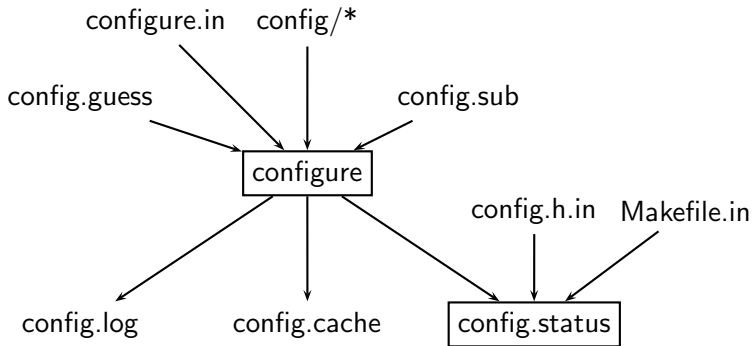 configure.in
config/*
config.guess
config.sub
configure
config.h.in
Makefile.in
config.log
config.cache
config.status